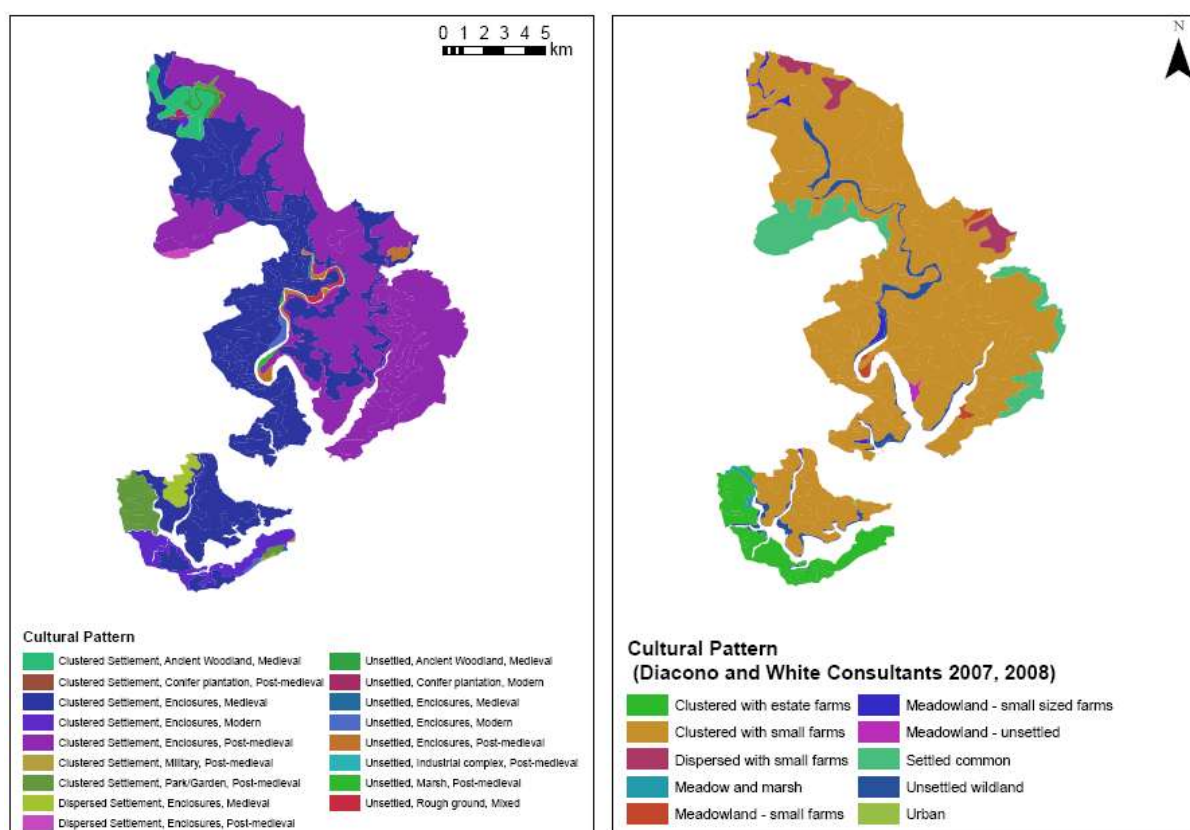 0 1 2 3 4 5
km
Cultural Pattern
Clustered Settlement, Ancient Woodland, Medieval
Clustered Settlement, Conifer plantation, Post-medieval
Clustered Settlement, Enclosures, Medieval
Clustered Settlement, Enclosures, Modern
Clustered Settlement, Enclosures, Post-medieval
Clustered Settlement, Military, Post-medieval
Clustered Settlement, Park/Garden, Post-medieval
Dispersed Settlement, Enclosures, Medieval
Dispersed Settlement, Enclosures, Post-medieval
Unsettled, Ancient Woodland, Medieval
Unsettled, Conifer plantation, Modern
Unsettled, Enclosures, Medieval
Unsettled, Enclosures, Modern
Unsettled, Enclosures, Post-medieval
Unsettled, Industrial complex, Post-medieval
Unsettled, Marsh, Post-medieval
Unsettled, Rough ground, Mixed
N
Cultural Pattern
(Diacono and White Consultants 2007, 2008)
Clustered with estate farms
Clustered with small farms
Dispersed with small farms
Meadow and marsh
Meadowland - small farms
Meadowland - small sized farms
Meadowland - unsettled
Settled common
Unsettled wildland
Urban